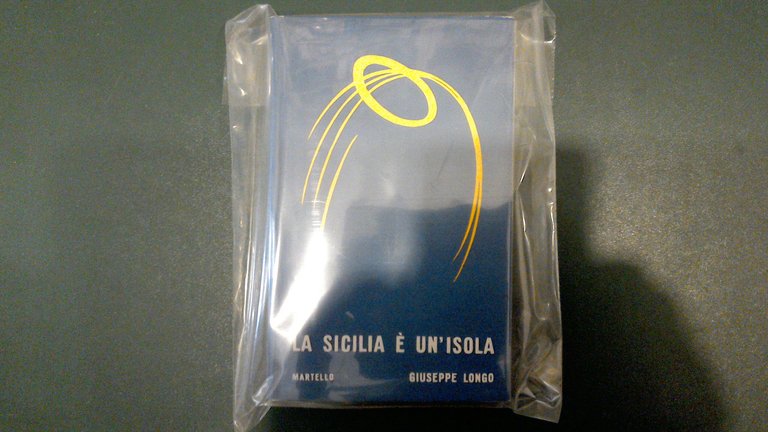 LA SICILIA È UN'ISOLA
MARTELLO GIUSEPPE LONGO